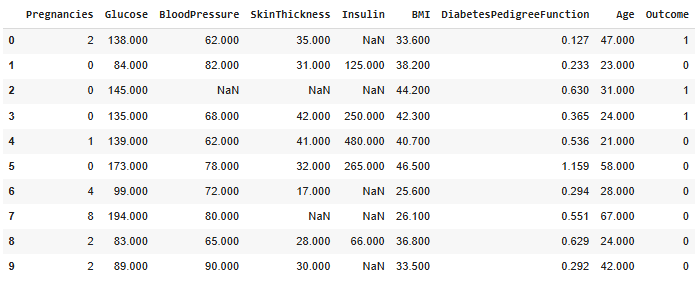 Pregnancies Glucose BloodPressure SkinThickness Insulin BMI DiabetesPedigreeFunction Age Outcome
0 2 138.000 62.000 35.000 NaN 33.600 0.127 47.000 1
1 0 84.000 82.000 31.000 125.000 38.200 0.233 23.000 0
2 0 145.000 NaN NaN NaN 44.200 0.630 31.000 1
3 0 135.000 68.000 42.000 250.000 42.300 0.365 24.000 1
4 1 139.000 62.000 41.000 480.000 40.700 0.536 21.000 0
5 0 173.000 78.000 32.000 265.000 46.500 1.159 58.000 0
6 4 99.000 72.000 17.000 NaN 25.600 0.294 28.000 0
7 8 194.000 80.000 NaN NaN 26.100 0.551 67.000 0
8 2 83.000 65.000 28.000 66.000 36.800 0.629 24.000 0
9 2 89.000 90.000 30.000 NaN 33.500 0.292 42.000 0